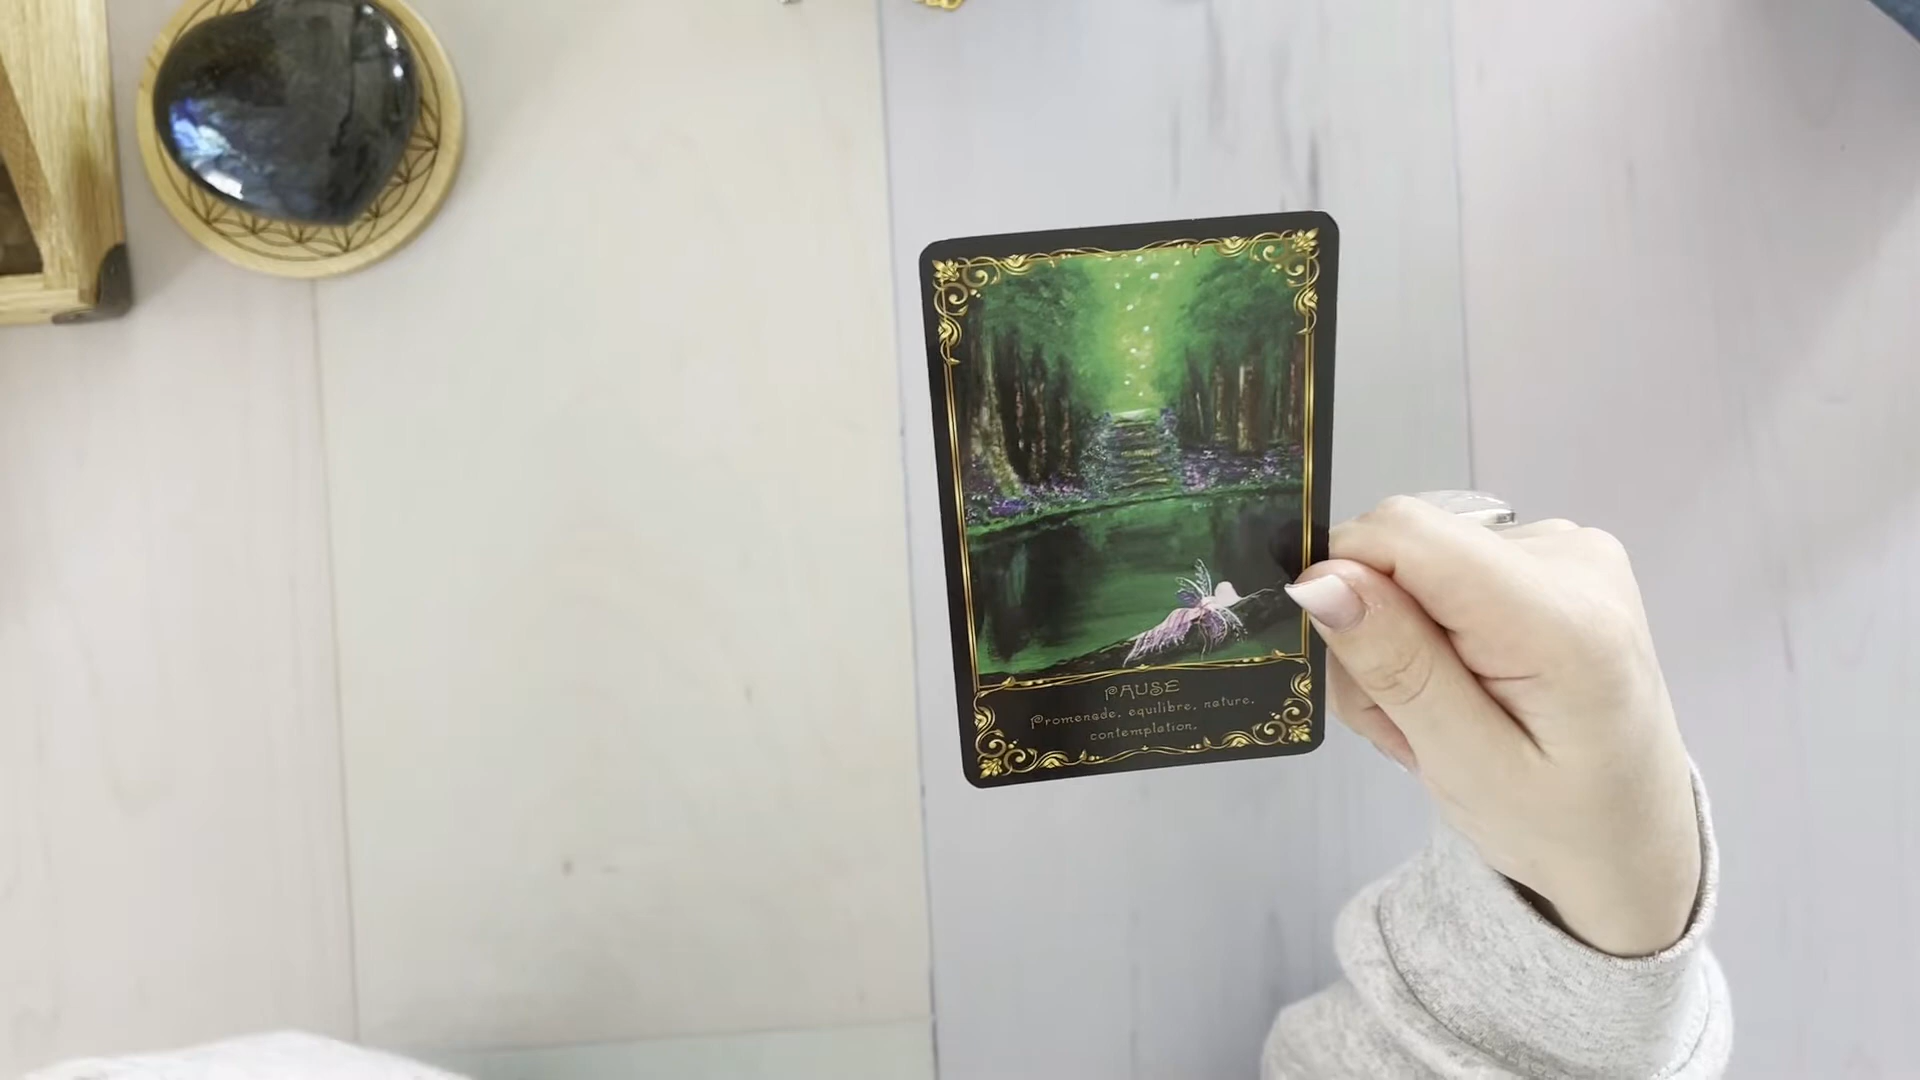 PAUSE
Promenade, equilibre, nature,
contemplation.